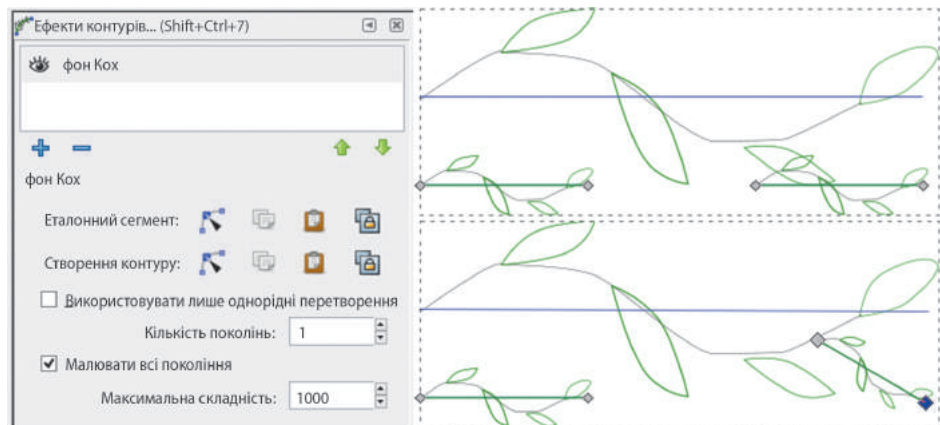 Ефекти контурів... (Shift+Ctrl+7)
фон Кох
фон Кох
Еталонний сегмент:
Створення контуру:
Використовувати лише однорідні перетворення
Кількість поколінь: 1
Малювати всі покоління
Максимальна складність: 1000